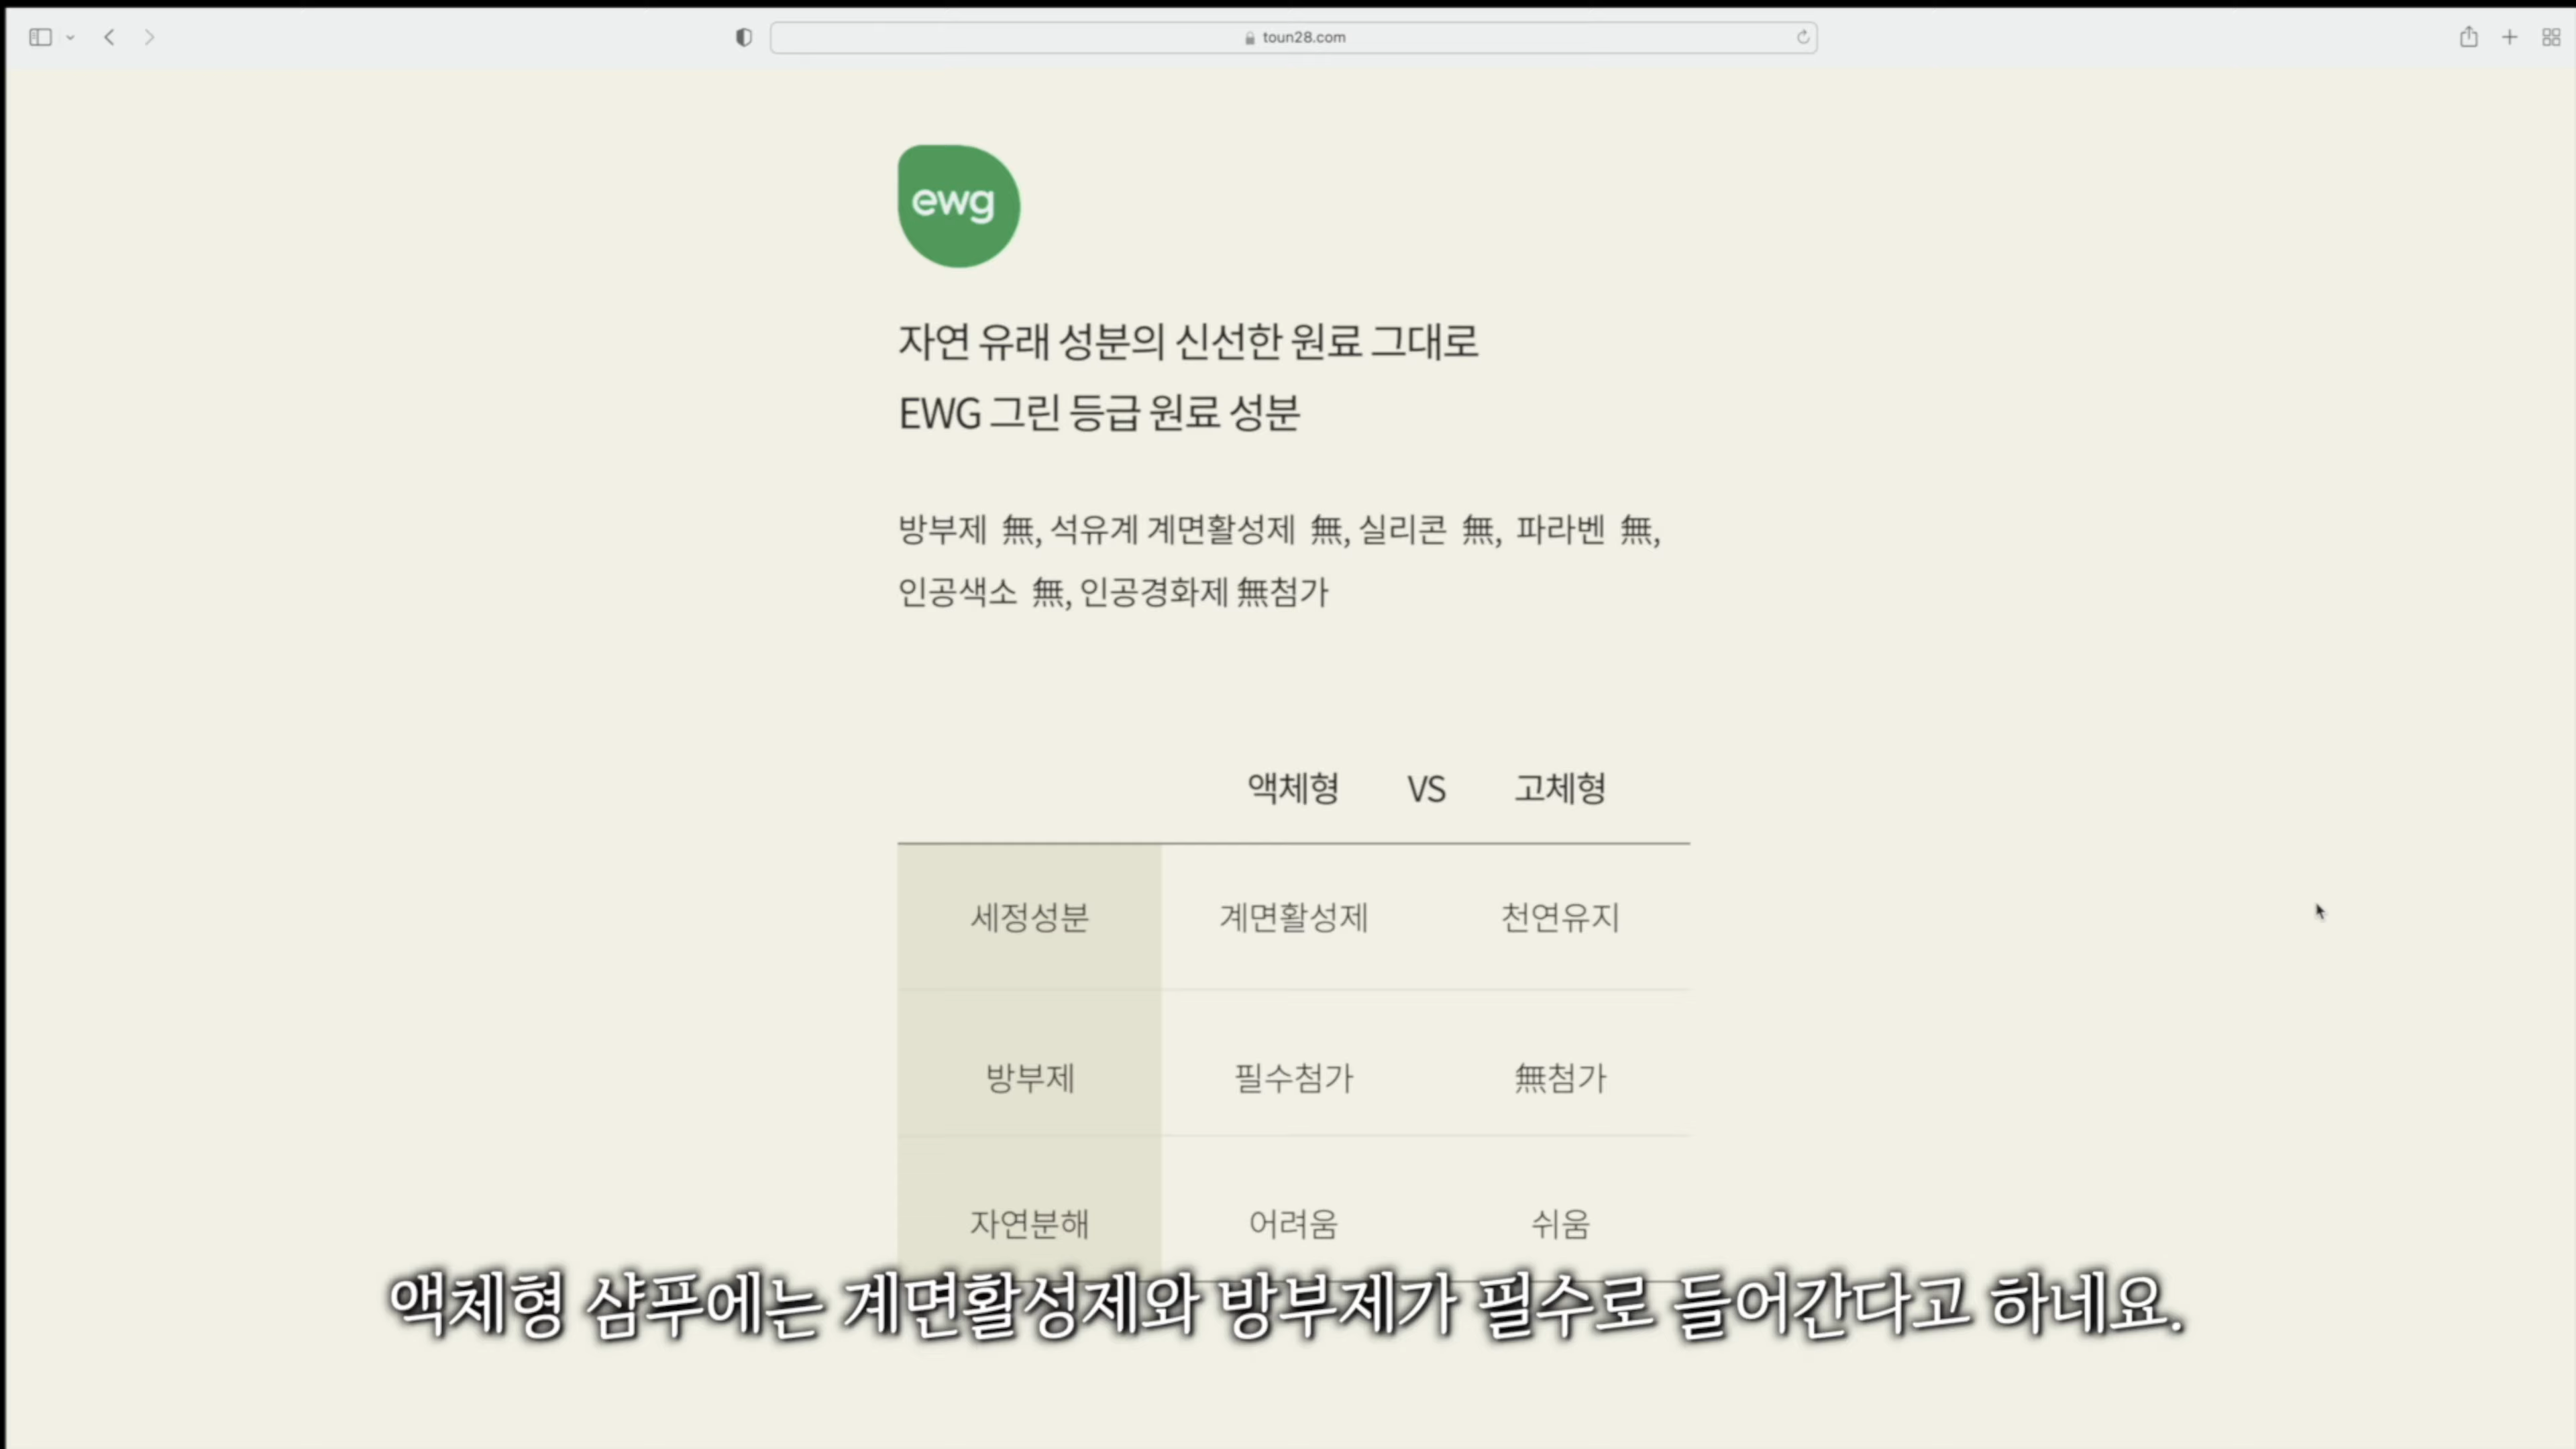 toun28.com
ewg
자연 유래 성분의 신선한 원료 그대로
EWG 그린 등급 원료 성분
방부제 無, 석유계 계면활성제 無, 실리콘 無, 파라벤 無,
인공색소 無, 인공경화제 無첨가
액체형 VS 고체형
세정성분 계면활성제 천연유지
방부제 필수첨가 無첨가
자연분해 어려움 쉬움
액체형 샴푸에는 계면활성제와 방부제가 필수로 들어간다고 하네요.